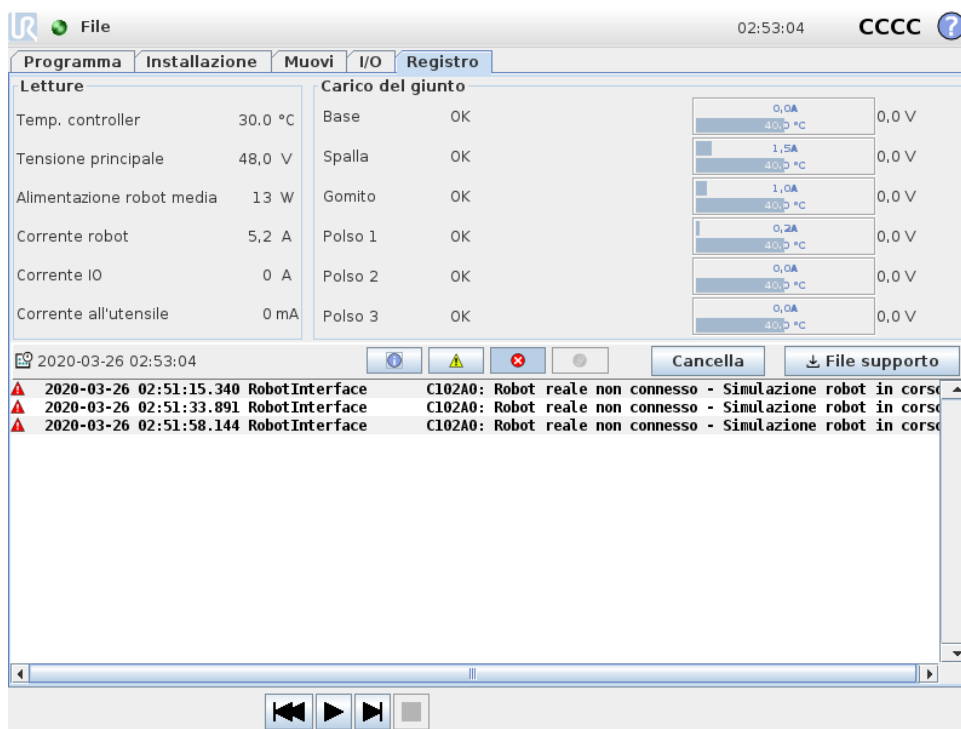 UR File 02:53:04 CCCC ?
Programma Installazione Muovi I/O Registro
Letture
Temp. controller 30.0 °C
Tensione principale 48,0 V
Alimentazione robot media 13 W
Corrente robot 5,2 A
Corrente IO 0 A
Corrente all'utensile 0 mA
Carico del giunto
Base OK 0,0A 40,0 °C 0,0 V
Spalla OK 1,5A 40,0 °C 0,0 V
Gomito OK 1,0A 40,0 °C 0,0 V
Polso 1 OK 0,2A 40,0 °C 0,0 V
Polso 2 OK 0,0A 40,0 °C 0,0 V
Polso 3 OK 0,0A 40,0 °C 0,0 V
2020-03-26 02:53:04 Cancella File supporto
2020-03-26 02:51:15.340 RobotInterface C102A0: Robot reale non connesso - Simulazione robot in corso
2020-03-26 02:51:33.891 RobotInterface C102A0: Robot reale non connesso - Simulazione robot in corso
2020-03-26 02:51:58.144 RobotInterface C102A0: Robot reale non connesso - Simulazione robot in corso